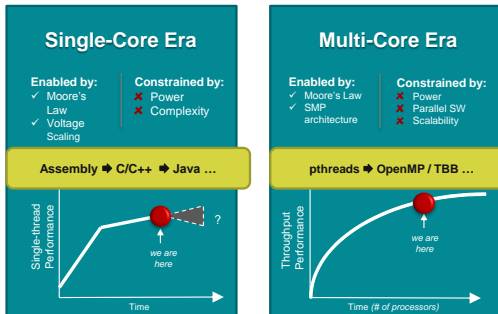 Single-Core Era
Enabled by:
✓ Moore's
Law
✓ Voltage
Scaling
Constrained by:
✘ Power
✘ Complexity
Assembly → C/C++ → Java …
Single-thread
Performance
?
we are
here
Time
Multi-Core Era
Enabled by:
✓ Moore's Law
✓ SMP
architecture
Constrained by:
✘ Power
✘ Parallel SW
✘ Scalability
pthreads → OpenMP / TBB …
Throughput
Performance
we are
here
Time (# of processors)